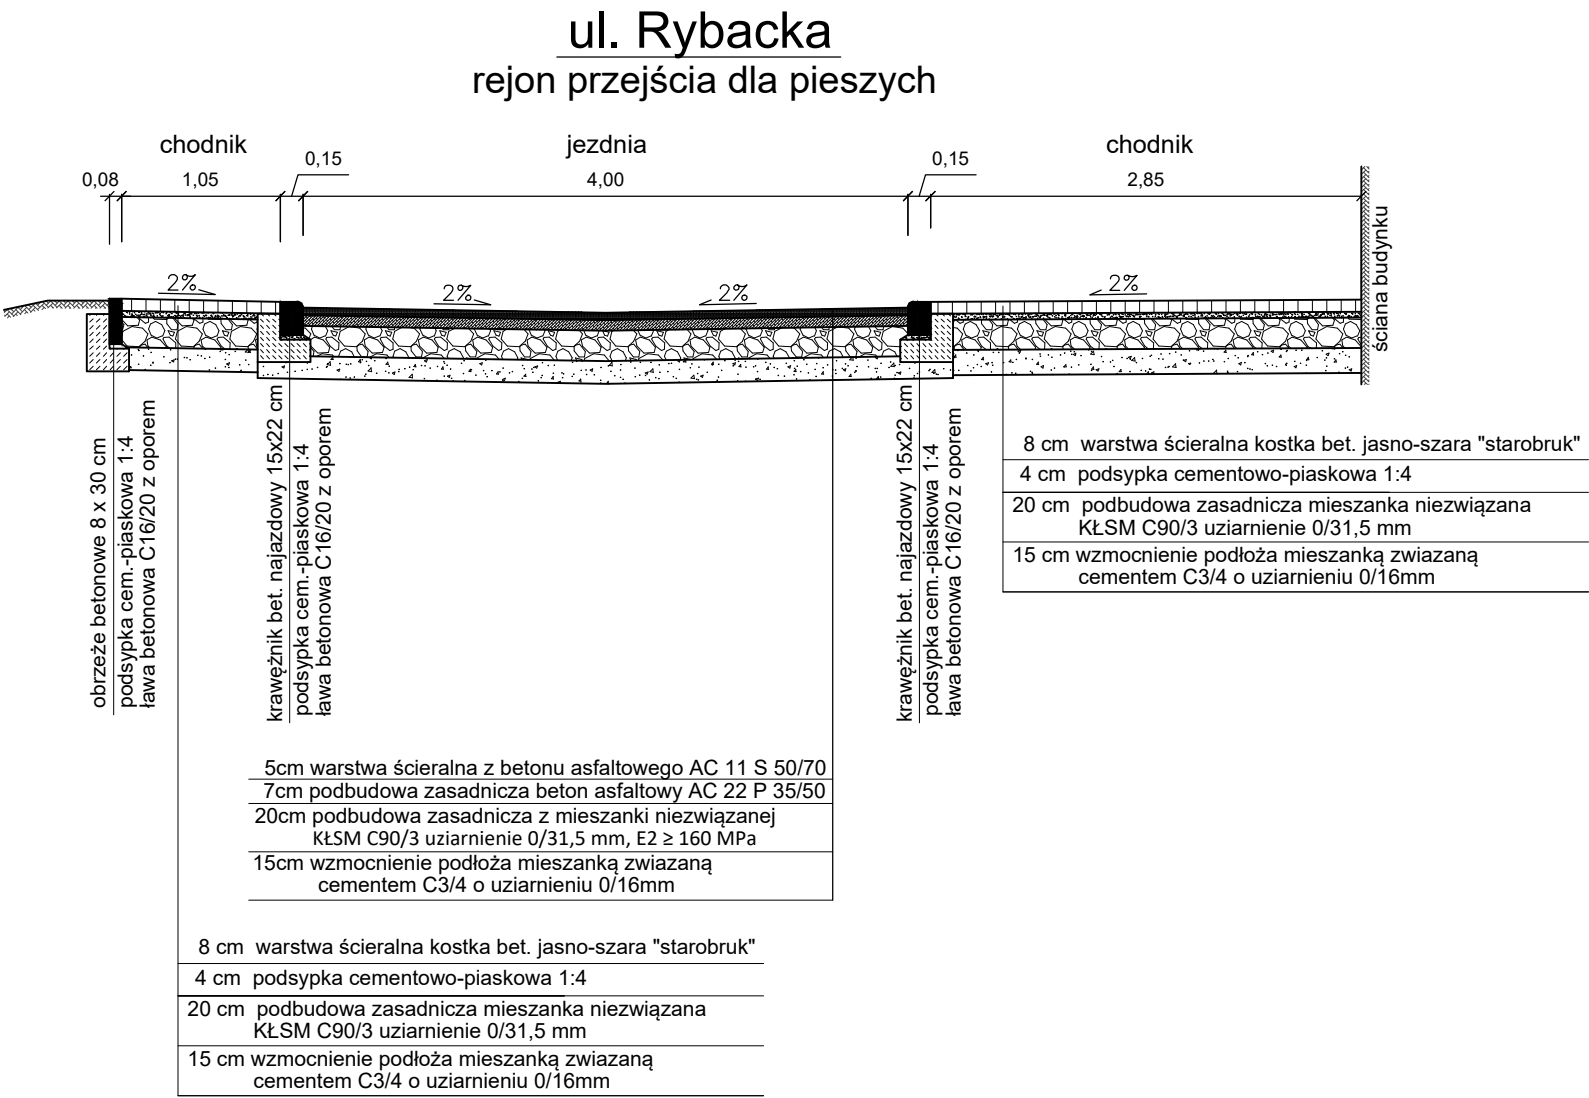 ul. Rybacka
rejon przejścia dla pieszych
chodnik
jezdnia
chodnik
0,08
1,05
0,15
4,00
0,15
2,85
2%
2%
2%
2%
ściana budynku
obrzeże betonowe 8 x 30 cm
podsypka cem.-piaskowa 1:4
ława betonowa C16/20 z oporem
krawężnik bet. najazdowy 15x22 cm
podsypka cem.-piaskowa 1:4
ława betonowa C16/20 z oporem
krawężnik bet. najazdowy 15x22 cm
podsypka cem.-piaskowa 1:4
ława betonowa C16/20 z oporem
8 cm warstwa ścieralna kostka bet. jasno-szara "starobruk"
4 cm podsypka cementowo-piaskowa 1:4
20 cm podbudowa zasadnicza mieszanka niezwiązana
KŁSM C90/3 uziarnienie 0/31,5 mm
15 cm wzmocnienie podłoża mieszanką zwiazaną
cementem C3/4 o uziarnieniu 0/16mm
5cm warstwa ścieralna z betonu asfaltowego AC 11 S 50/70
7cm podbudowa zasadnicza beton asfaltowy AC 22 P 35/50
20cm podbudowa zasadnicza z mieszanki niezwiązanej
KŁSM C90/3 uziarnienie 0/31,5 mm, E2 ≥ 160 MPa
15cm wzmocnienie podłoża mieszanką zwiazaną
cementem C3/4 o uziarnieniu 0/16mm
8 cm warstwa ścieralna kostka bet. jasno-szara "starobruk"
4 cm podsypka cementowo-piaskowa 1:4
20 cm podbudowa zasadnicza mieszanka niezwiązana
KŁSM C90/3 uziarnienie 0/31,5 mm
15 cm wzmocnienie podłoża mieszanką zwiazaną
cementem C3/4 o uziarnieniu 0/16mm